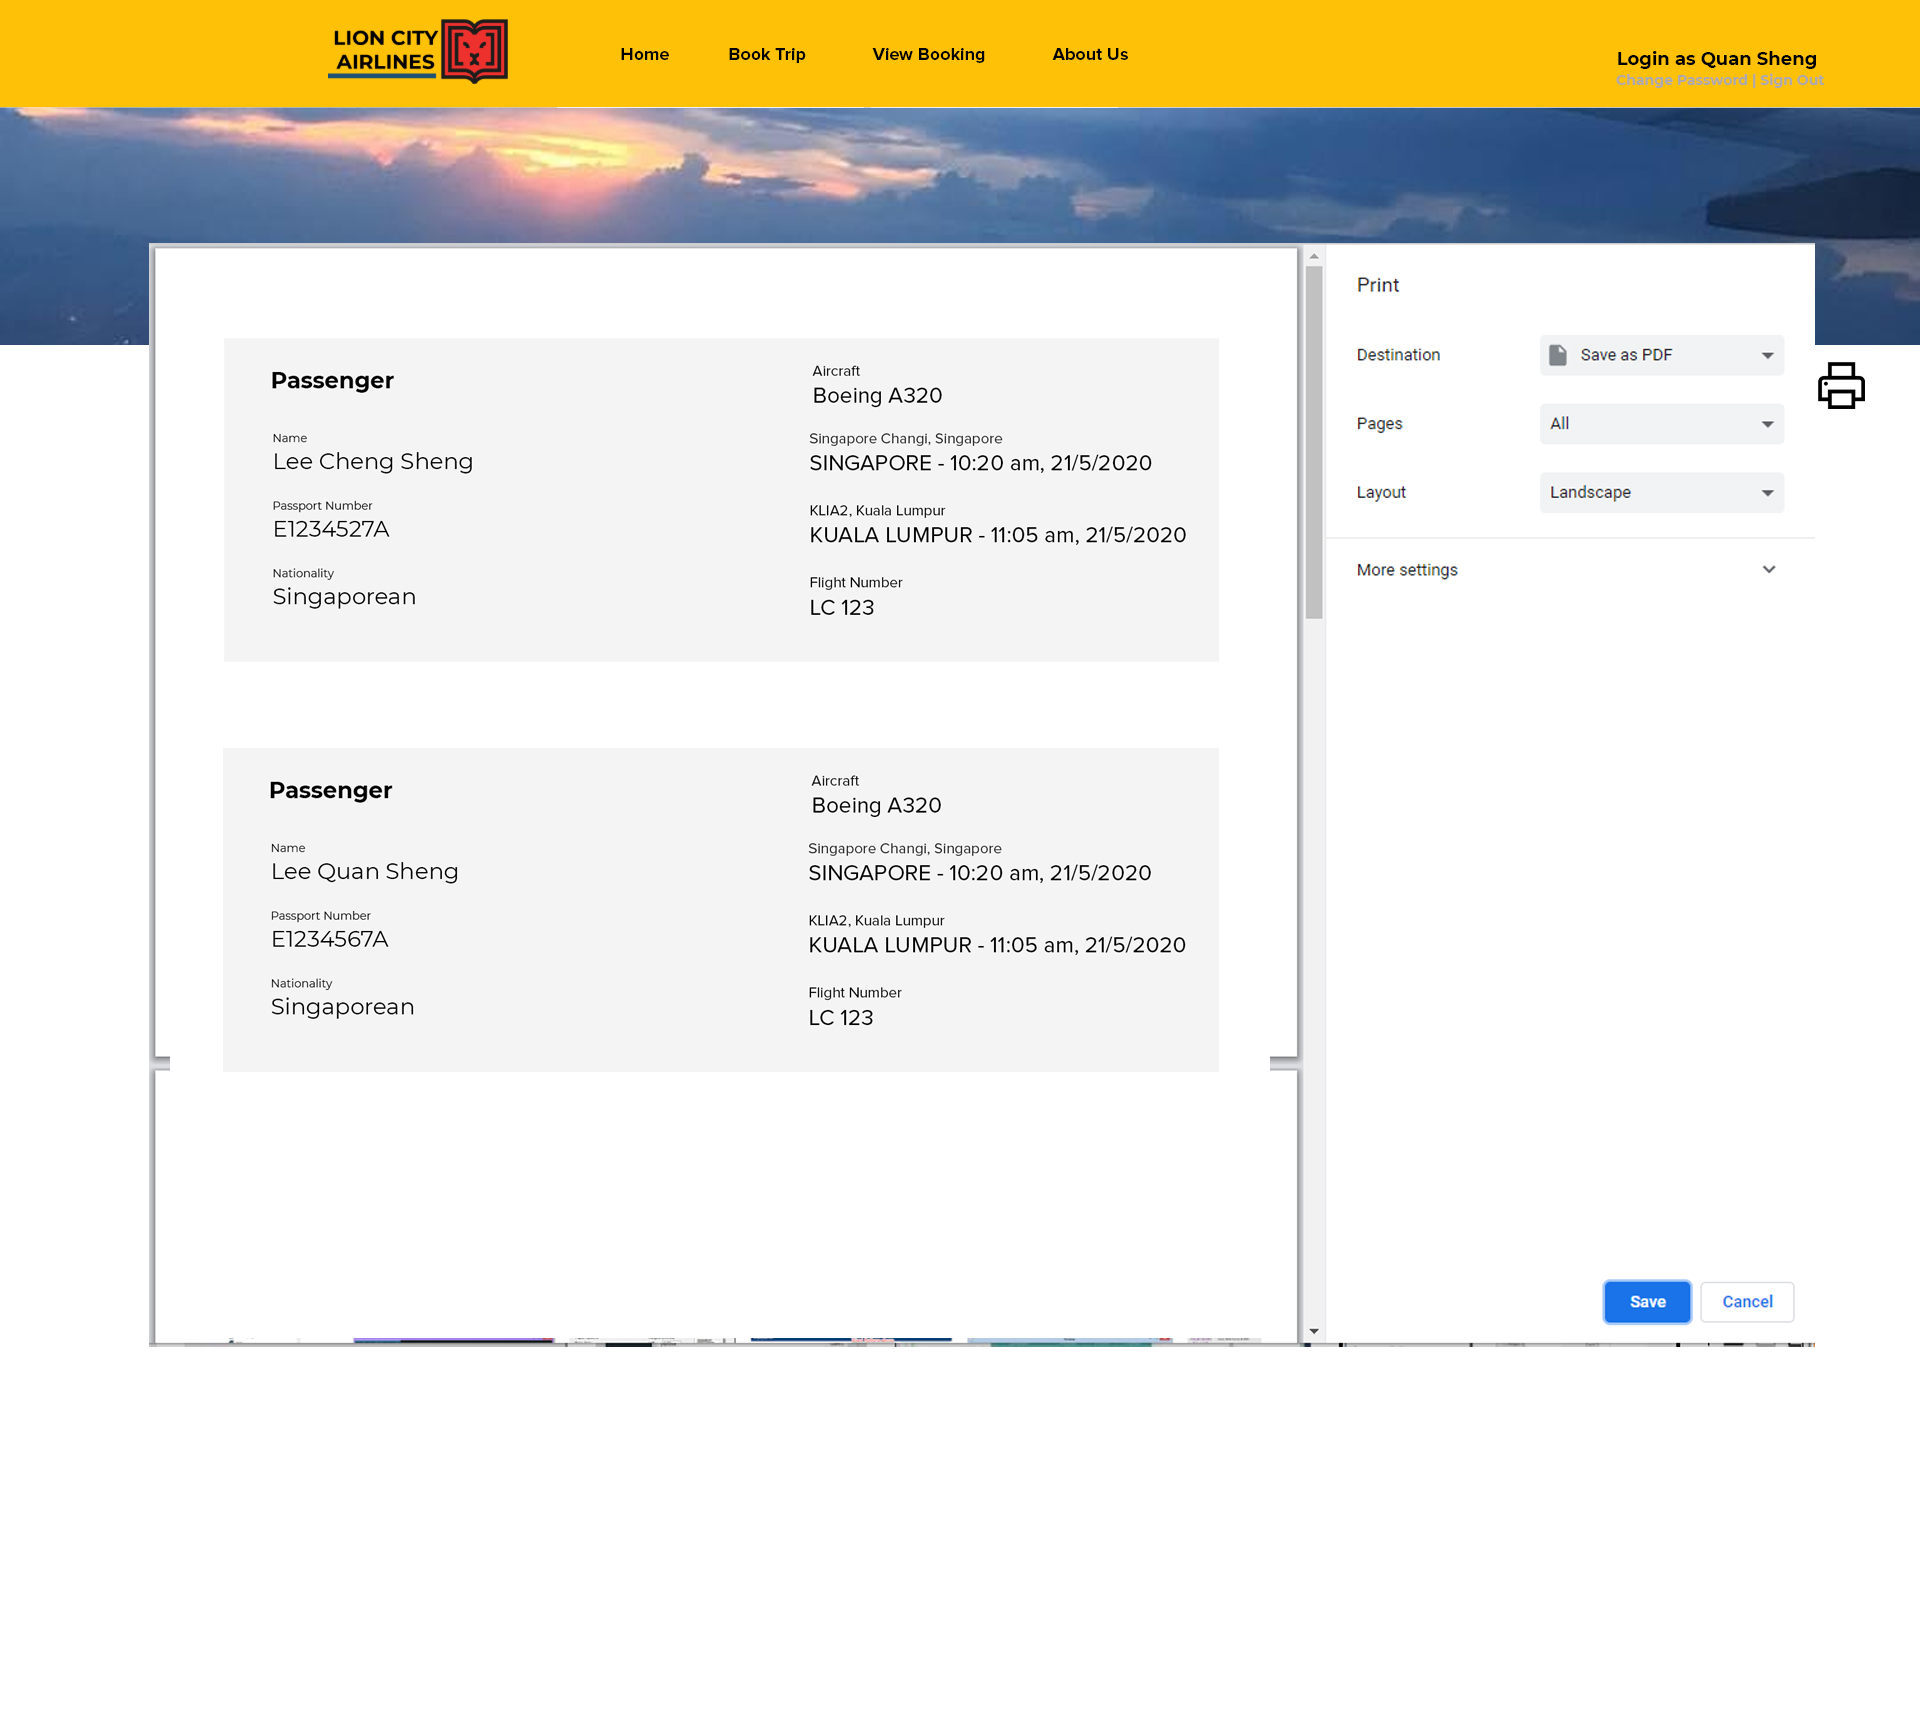 LION CITY
AIRLINES
Home
Book Trip
View Booking
About Us
Login as Quan Sheng
Change Password | Sign Out
Passenger
Name
Lee Cheng Sheng
Passport Number
E1234527A
Nationality
Singaporean
Aircraft
Boeing A320
Singapore Changi, Singapore
SINGAPORE - 10:20 am, 21/5/2020
KLIA2, Kuala Lumpur
KUALA LUMPUR - 11:05 am, 21/5/2020
Flight Number
LC 123
Passenger
Name
Lee Quan Sheng
Passport Number
E1234567A
Nationality
Singaporean
Aircraft
Boeing A320
Singapore Changi, Singapore
SINGAPORE - 10:20 am, 21/5/2020
KLIA2, Kuala Lumpur
KUALA LUMPUR - 11:05 am, 21/5/2020
Flight Number
LC 123
Print
Destination
Save as PDF
Pages
All
Layout
Landscape
More settings
Save
Cancel